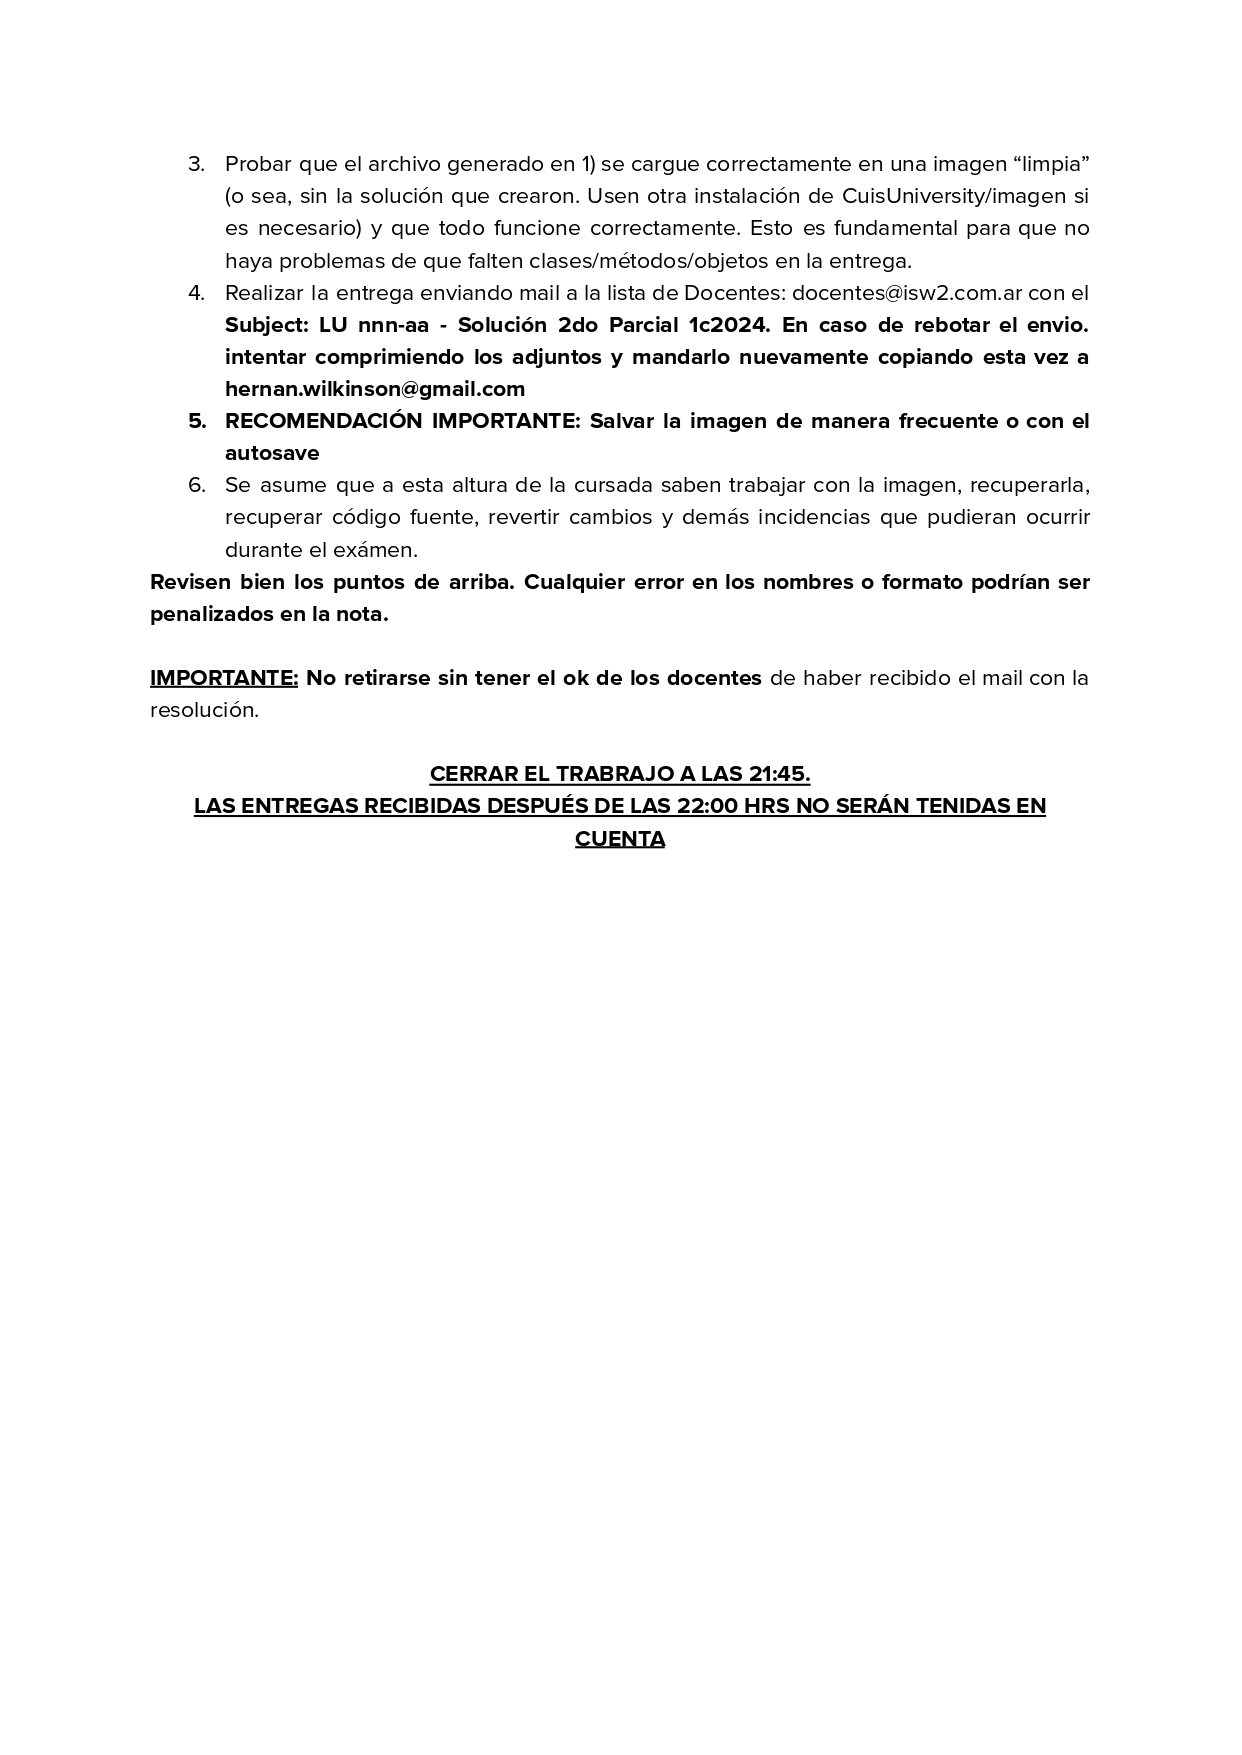 3. Probar que el archivo generado en 1) se cargue correctamente en una imagen “limpia”
(o sea, sin la solución que crearon. Usen otra instalación de CuisUniversity/imagen si
es necesario) y que todo funcione correctamente. Esto es fundamental para que no
haya problemas de que falten clases/métodos/objetos en la entrega.
4. Realizar la entrega enviando mail a la lista de Docentes: docentes@isw2.com.ar con el
Subject: LU nnn-aa - Solución 2do Parcial 1c2024. En caso de rebotar el envio.
intentar comprimiendo los adjuntos y mandarlo nuevamente copiando esta vez a
hernan.wilkinson@gmail.com
5. RECOMENDACIÓN IMPORTANTE: Salvar la imagen de manera frecuente o con el
autosave
6. Se asume que a esta altura de la cursada saben trabajar con la imagen, recuperarla,
recuperar código fuente, revertir cambios y demás incidencias que pudieran ocurrir
durante el exámen.
Revisen bien los puntos de arriba. Cualquier error en los nombres o formato podrían ser
penalizados en la nota.
IMPORTANTE: No retirarse sin tener el ok de los docentes de haber recibido el mail con la
resolución.
CERRAR EL TRABRAJO A LAS 21:45.
LAS ENTREGAS RECIBIDAS DESPUÉS DE LAS 22:00 HRS NO SERÁN TENIDAS EN
CUENTA